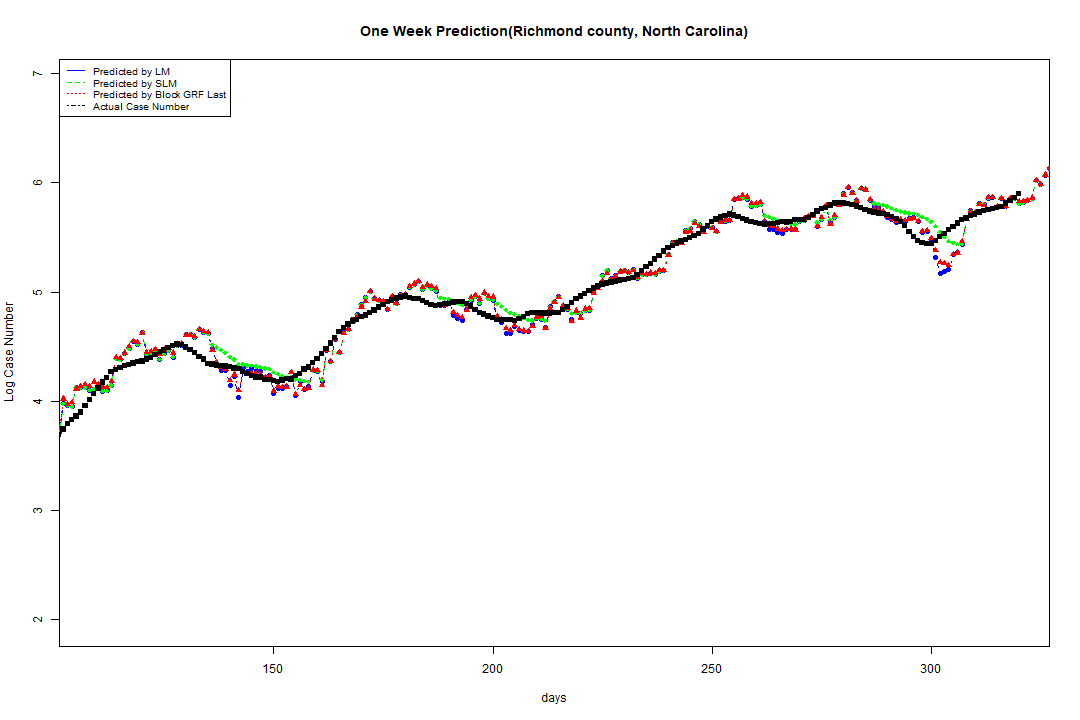 One Week Prediction(Richmond county, North Carolina)
7
Predicted by LM
Predicted by SLM
Predicted by Block GRF Last
Actual Case Number
6
5
4
3
2
Log Case Number
150 200 250 300
days